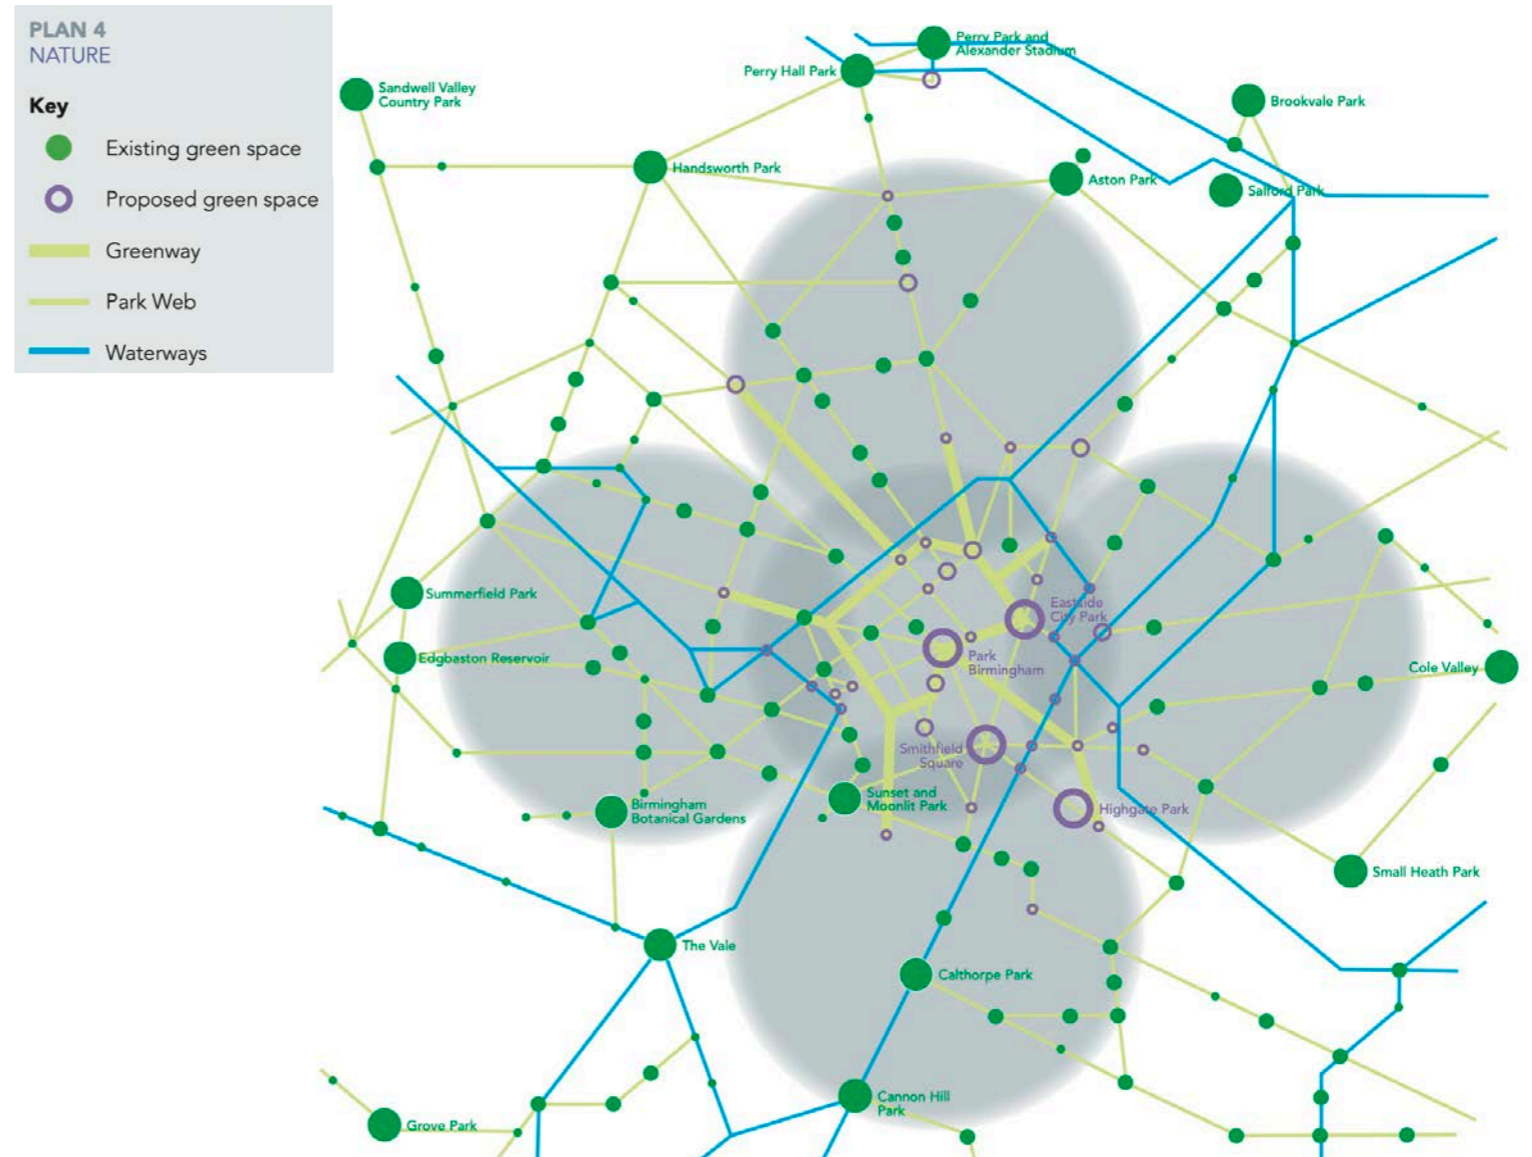 PLAN 4
NATURE
Key
Existing green space
Proposed green space
Greenway
Park Web
Waterways
Perry Park and
Alexander Stadium
Perry Hall Park
Sandwell Valley
Country Park
Brookvale Park
Handsworth Park
Aston Park
Salford Park
Summerfield Park
Eastside
City Park
Edgbaston Reservoir
Park
Birmingham
Cole Valley
Smithfield
Square
Sunset and
Moonlit Park
Birmingham
Botanical Gardens
Highgate Park
Small Heath Park
The Vale
Calthorpe Park
Cannon Hill
Park
Grove Park